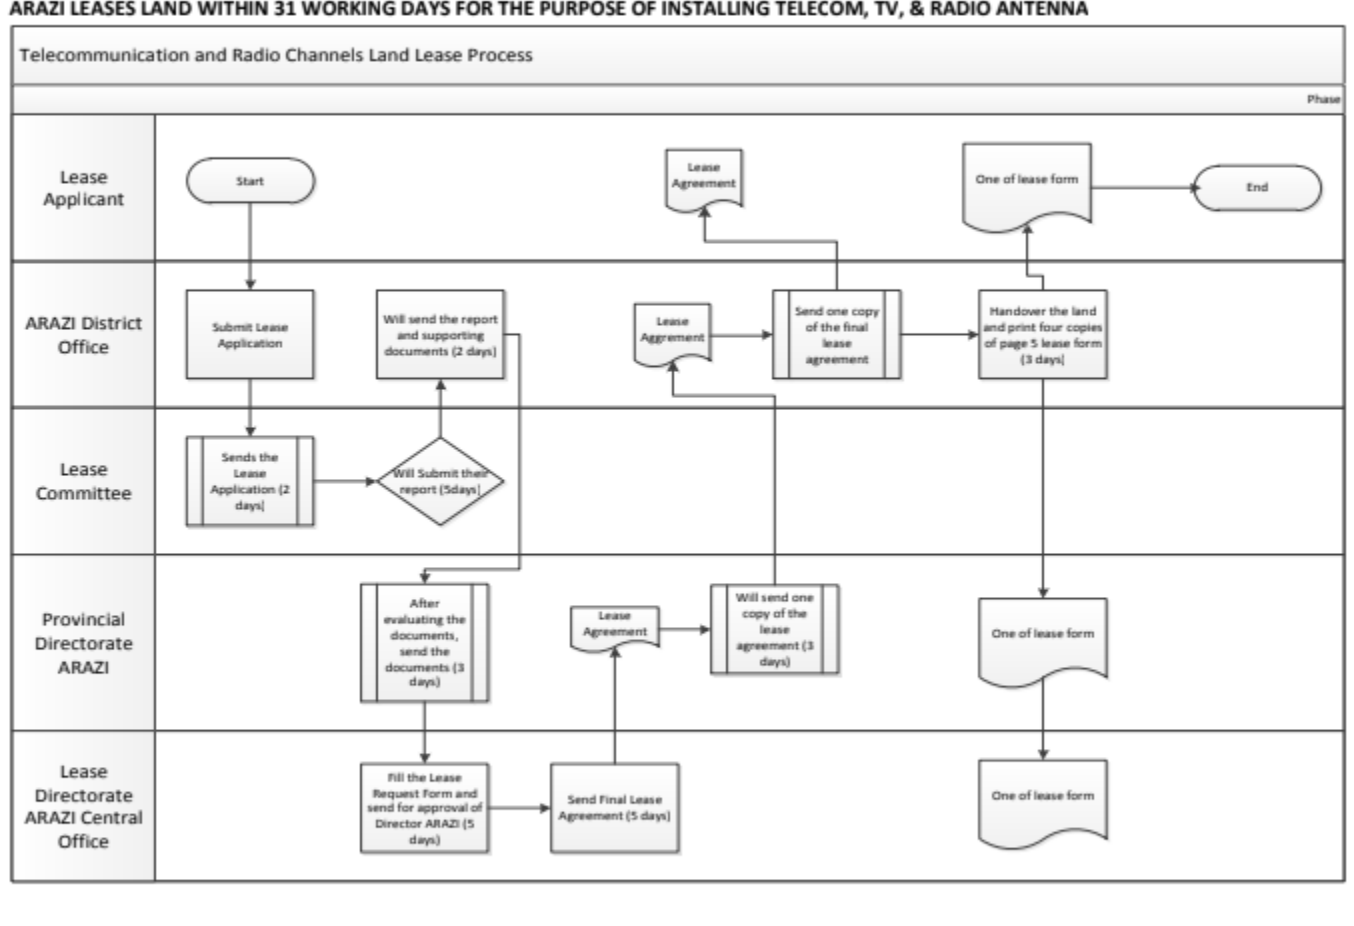 ARAZI LEASES LAND WITHIN 31 WORKING DAYS FOR THE PURPOSE OF INSTALLING TELECOM, TV, & RADIO ANTENNA
Telecommunication and Radio Channels Land Lease Process
Phase
Lease
Applicant
Start
Lease
Agreement
One of lease form
End
ARAZI District
Office
Submit Lease
Application
Will send the report
and supporting
documents (2 days)
Lease
Aggrement
Send one copy
of the final
lease
agreement
Handover the land
and print four copies
of page 5 lease form
(3 days)
Lease
Committee
Sends the
Lease
Application (2
days)
Will Submit their
report (5days)
Provincial
Directorate
ARAZI
After
evaluating the
documents,
send the
documents (3
days)
Lease
Agreement
Will send one
copy of the
lease
agreement (3
days)
One of lease form
Lease
Directorate
ARAZI Central
Office
Fill the Lease
Request Form and
send for approval of
Director ARAZI (5
days)
Send Final Lease
Agreement (5 days)
One of lease form